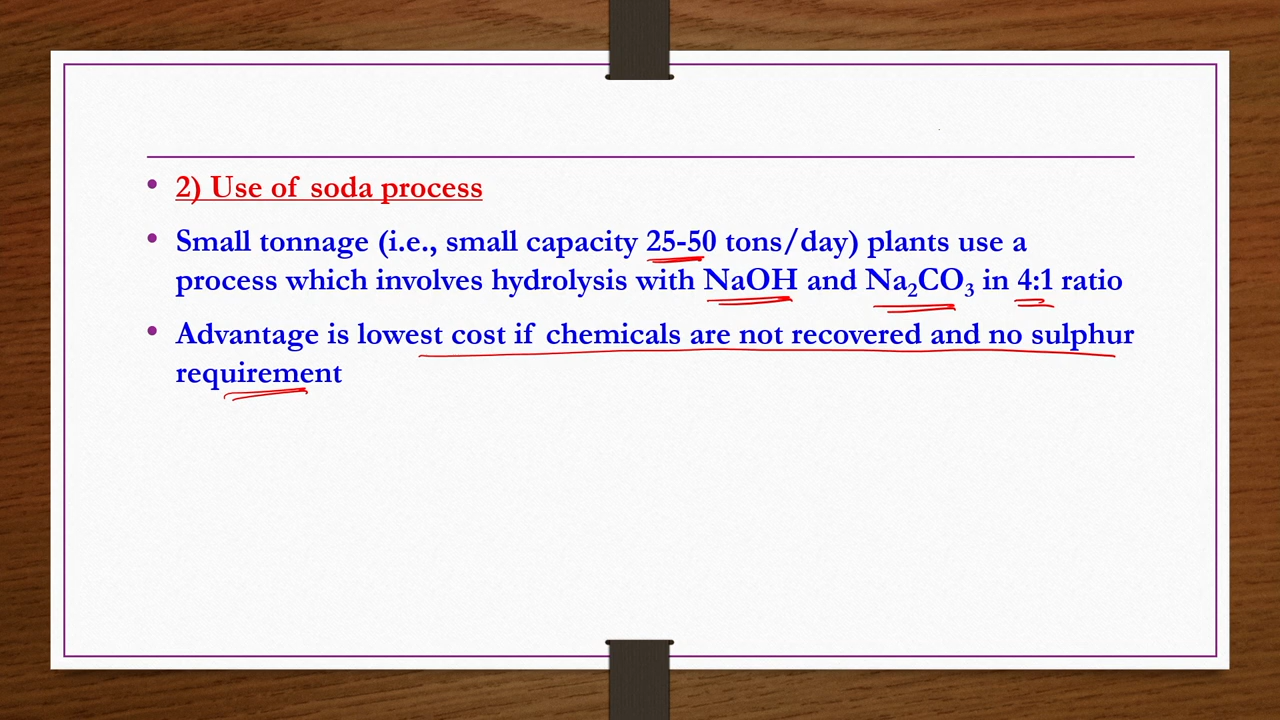 • 2) Use of soda process
• Small tonnage (i.e., small capacity 25-50 tons/day) plants use a
process which involves hydrolysis with NaOH and Na₂CO₃ in 4:1 ratio
• Advantage is lowest cost if chemicals are not recovered and no sulphur
requirement